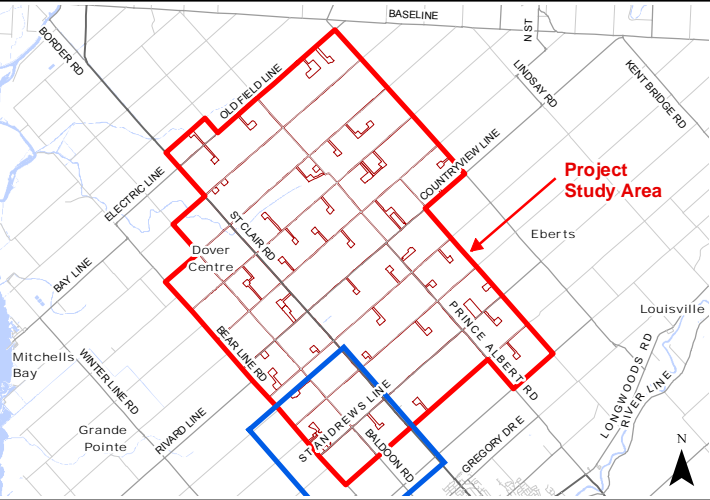 BASELINE
BORDER RD
N ST
OLD FIELD LINE
LINDSAY RD
KENT BRIDGE RD
COUNTRYVIEW LINE
Project
Study Area
ELECTRIC LINE
ST CLAIR RD
Eberts
Dover
Centre
BAY LINE
PRINCE ALBERT RD
Louisville
BEAR LINE RD
Mitchells
Bay
WINTER LINE RD
LONGWOODS RD
RIVER LINE
ST ANDREWS LINE
RIVARD LINE
Grande
Pointe
BALDOON RD
GREGORY DR E
N